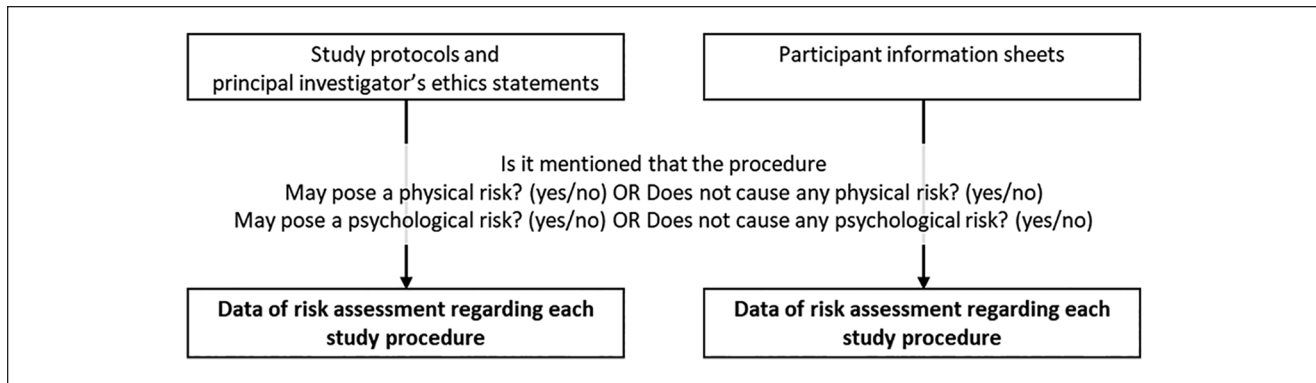 Study protocols and
principal investigator’s ethics statements
Participant information sheets
Is it mentioned that the procedure
May pose a physical risk? (yes/no) OR Does not cause any physical risk? (yes/no)
May pose a psychological risk? (yes/no) OR Does not cause any psychological risk? (yes/no)
Data of risk assessment regarding each
study procedure
Data of risk assessment regarding each
study procedure